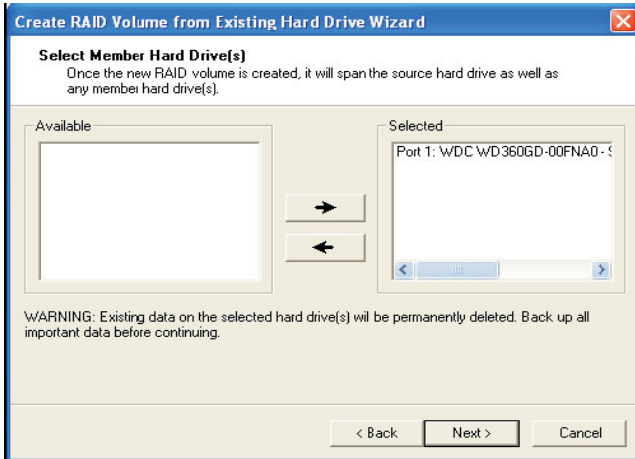 Create RAID Volume from Existing Hard Drive Wizard
Select Member Hard Drive(s)
Once the new RAID volume is created, it will span the source hard drive as well as
any member hard drive(s).
Available
Selected
Port 1: WDC WD360GD-00FNA0 -
WARNING: Existing data on the selected hard drive(s) will be permanently deleted. Back up all
important data before continuing.
< Back
Next >
Cancel